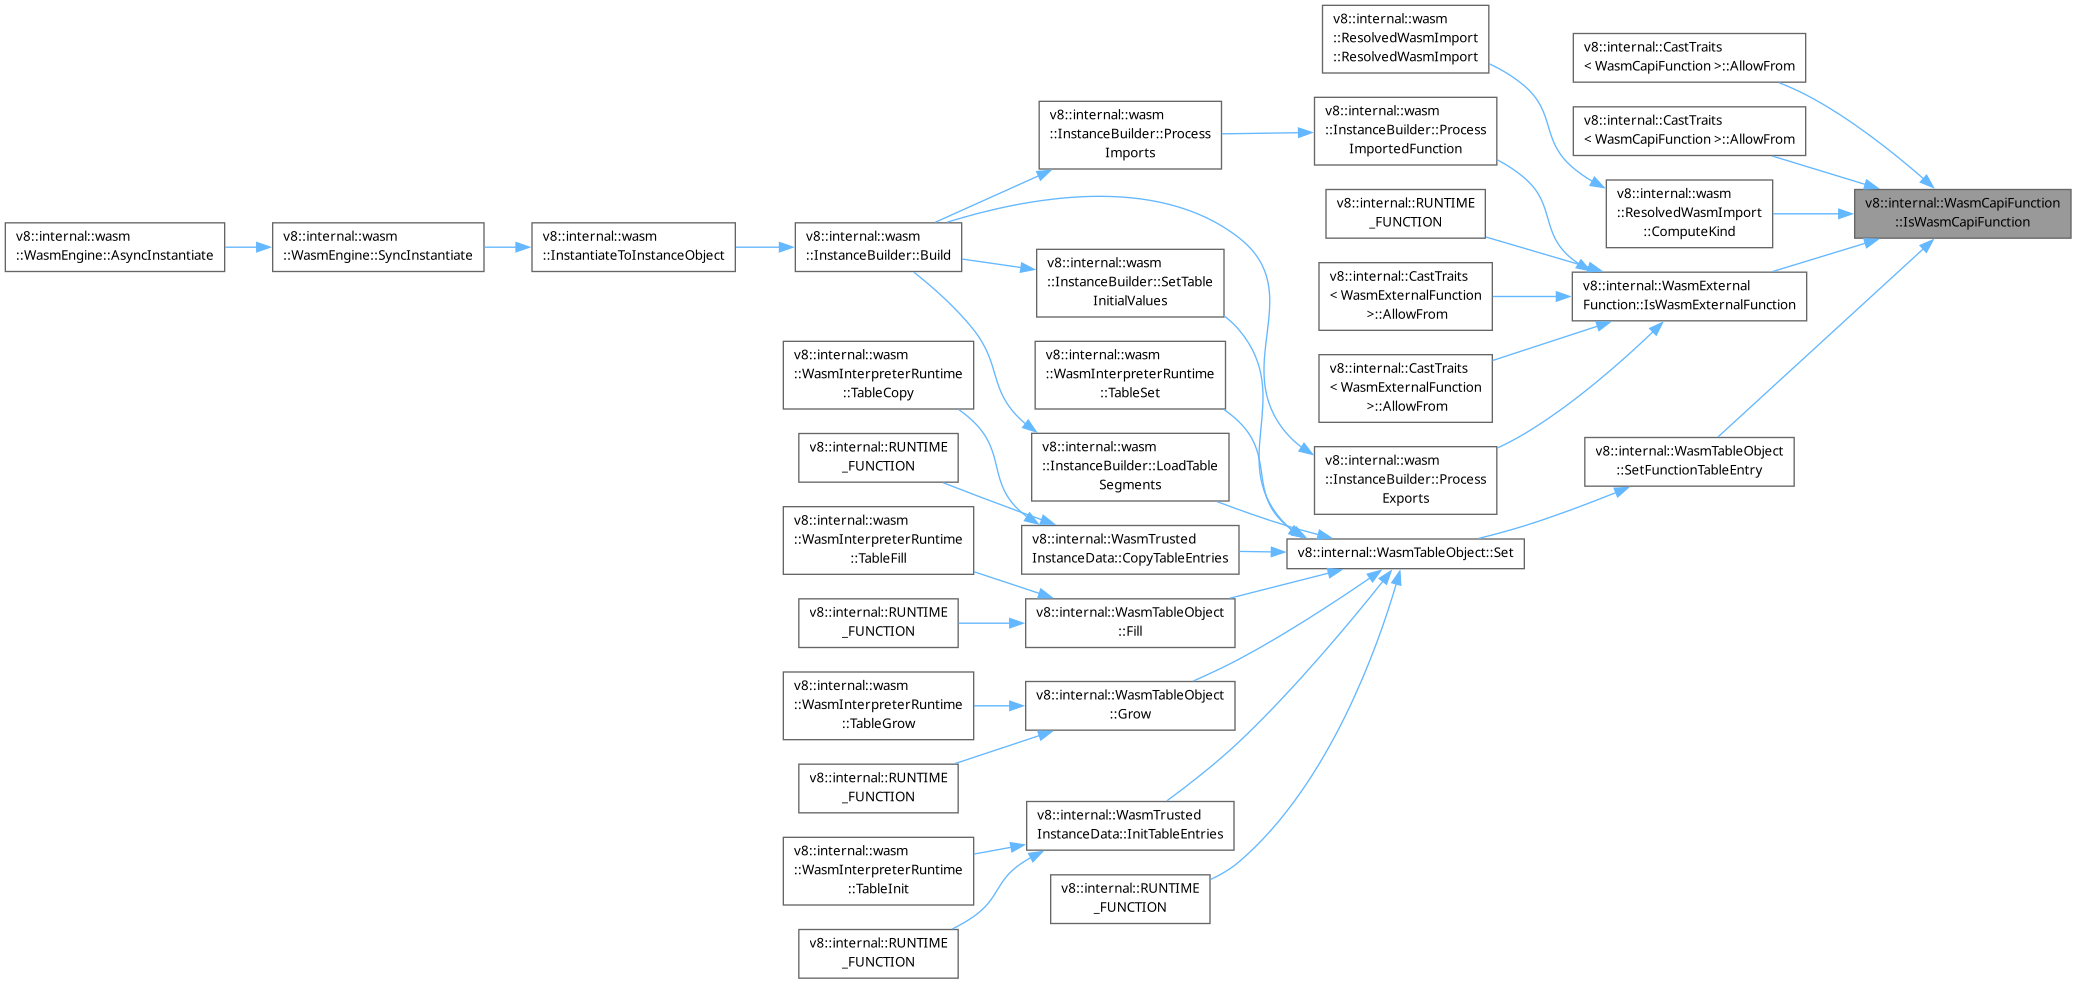 v8::internal::wasm
::WasmEngine::AsyncInstantiate
v8::internal::wasm
::WasmEngine::SyncInstantiate
v8::internal::wasm
::InstantiateToInstanceObject
v8::internal::wasm
::InstanceBuilder::Build
v8::internal::wasm
::WasmInterpreterRuntime
::TableCopy
v8::internal::RUNTIME
_FUNCTION
v8::internal::wasm
::WasmInterpreterRuntime
::TableFill
v8::internal::RUNTIME
_FUNCTION
v8::internal::wasm
::WasmInterpreterRuntime
::TableGrow
v8::internal::RUNTIME
_FUNCTION
v8::internal::wasm
::WasmInterpreterRuntime
::TableInit
v8::internal::RUNTIME
_FUNCTION
v8::internal::wasm
::InstanceBuilder::Process
Imports
v8::internal::wasm
::InstanceBuilder::SetTable
InitialValues
v8::internal::wasm
::WasmInterpreterRuntime
::TableSet
v8::internal::wasm
::InstanceBuilder::LoadTable
Segments
v8::internal::WasmTrusted
InstanceData::CopyTableEntries
v8::internal::WasmTableObject
::Fill
v8::internal::WasmTableObject
::Grow
v8::internal::WasmTrusted
InstanceData::InitTableEntries
v8::internal::RUNTIME
_FUNCTION
v8::internal::wasm
::ResolvedWasmImport
::ResolvedWasmImport
v8::internal::wasm
::InstanceBuilder::Process
ImportedFunction
v8::internal::RUNTIME
_FUNCTION
v8::internal::CastTraits
< WasmExternalFunction
>::AllowFrom
v8::internal::CastTraits
< WasmExternalFunction
>::AllowFrom
v8::internal::wasm
::InstanceBuilder::Process
Exports
v8::internal::WasmTableObject::Set
v8::internal::CastTraits
< WasmCapiFunction >::AllowFrom
v8::internal::CastTraits
< WasmCapiFunction >::AllowFrom
v8::internal::wasm
::ResolvedWasmImport
::ComputeKind
v8::internal::WasmExternal
Function::IsWasmExternalFunction
v8::internal::WasmTableObject
::SetFunctionTableEntry
v8::internal::WasmCapiFunction
::IsWasmCapiFunction